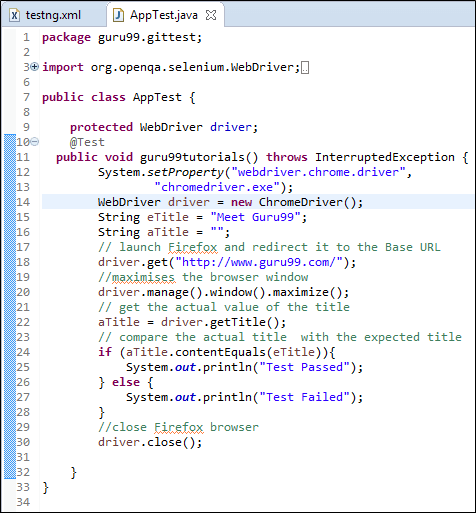 testng.xml AppTest.java
1 package guru99.gittest;
2
3 import org.openqa.selenium.WebDriver;
6
7 public class AppTest {
8
9 protected WebDriver driver;
10 @Test
11 public void guru99tutorials() throws InterruptedException {
12 System.setProperty("webdriver.chrome.driver",
13 "chromedriver.exe");
14 WebDriver driver = new ChromeDriver();
15 String eTitle = "Meet Guru99";
16 String aTitle = "";
17 // launch Firefox and redirect it to the Base URL
18 driver.get("http://www.guru99.com/");
19 //maximises the browser window
20 driver.manage().window().maximize();
21 // get the actual value of the title
22 aTitle = driver.getTitle();
23 // compare the actual title  with the expected title
24 if (aTitle.contentEquals(eTitle)){
25 System.out.println("Test Passed");
26 } else {
27 System.out.println("Test Failed");
28 }
29 //close Firefox browser
30 driver.close();
31
32 }
33 }
34